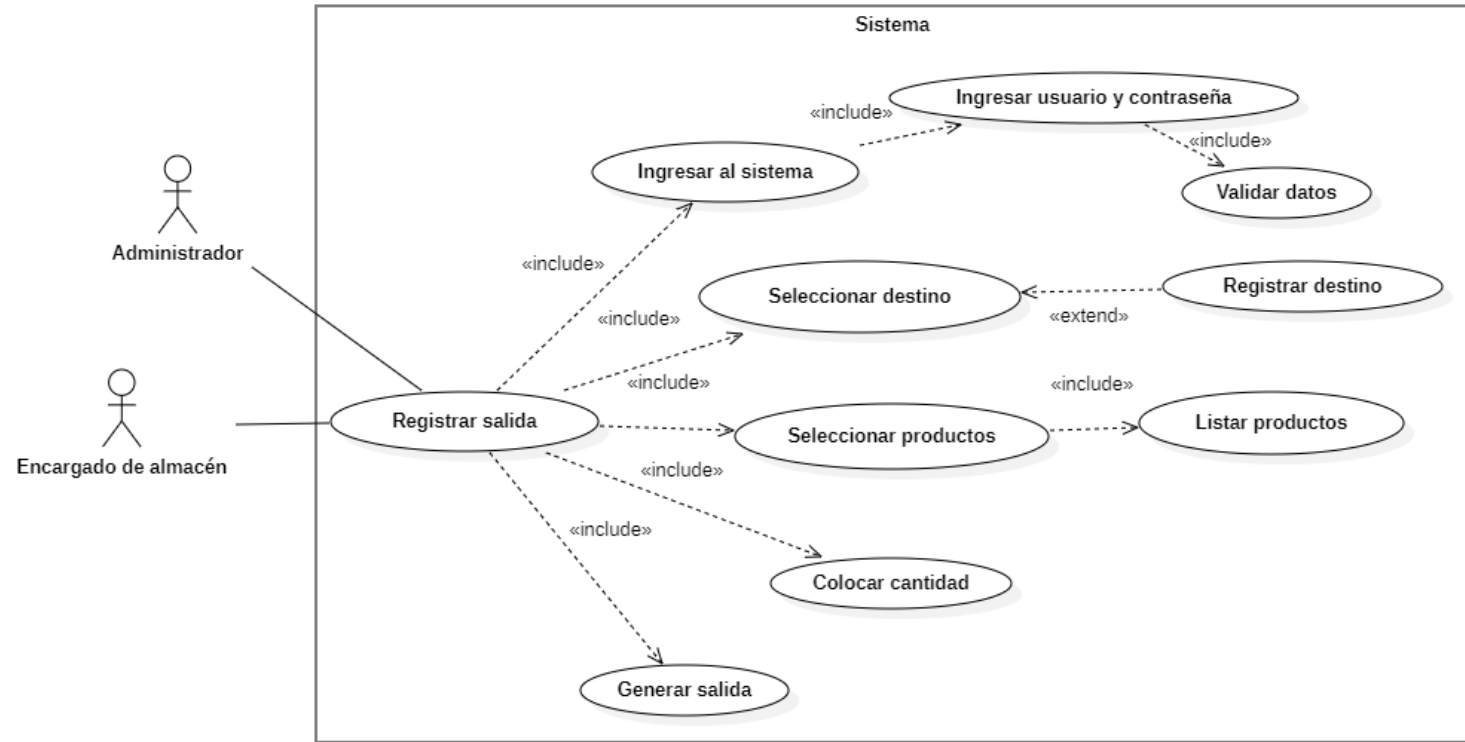 Sistema
Ingresar usuario y contraseña
«include»
«include»
Ingresar al sistema
Validar datos
Administrador
«include»
Seleccionar destino
Registrar destino
«include»
«extend»
«include»
«include»
Registrar salida
Seleccionar productos
Listar productos
Encargado de almacén
«include»
«include»
Colocar cantidad
Generar salida